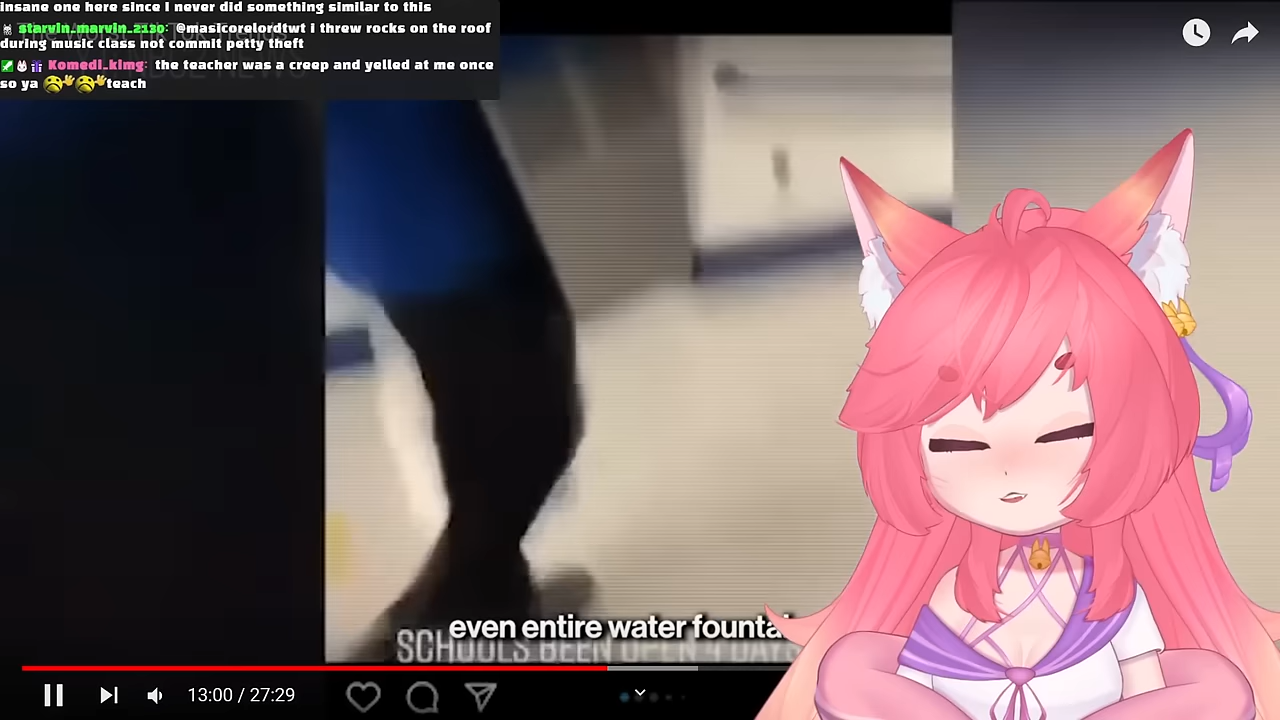 insane one here since I never did something similar to this
starvin_marvin_2130: @masicorelordtwt i threw rocks on the roof
during music class not commit petty theft
Komedi_kimg: the teacher was a creep and yelled at me once
so ya teach
even entire water fountai
SCHOOLS BEEN OPEN 4 DAYS
13:00 / 27:29